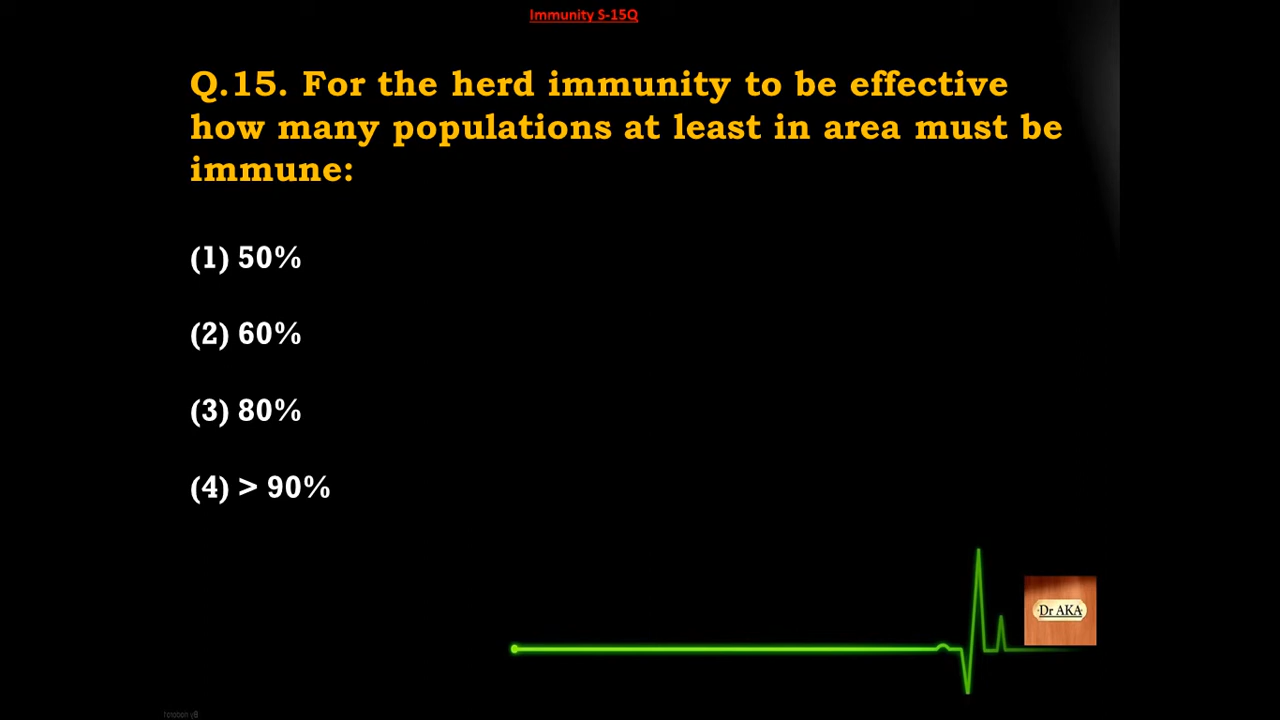 Immunity S-15Q
Q.15. For the herd immunity to be effective
how many populations at least in area must be
immune:
(1) 50%
(2) 60%
(3) 80%
(4) > 90%
Dr AKA